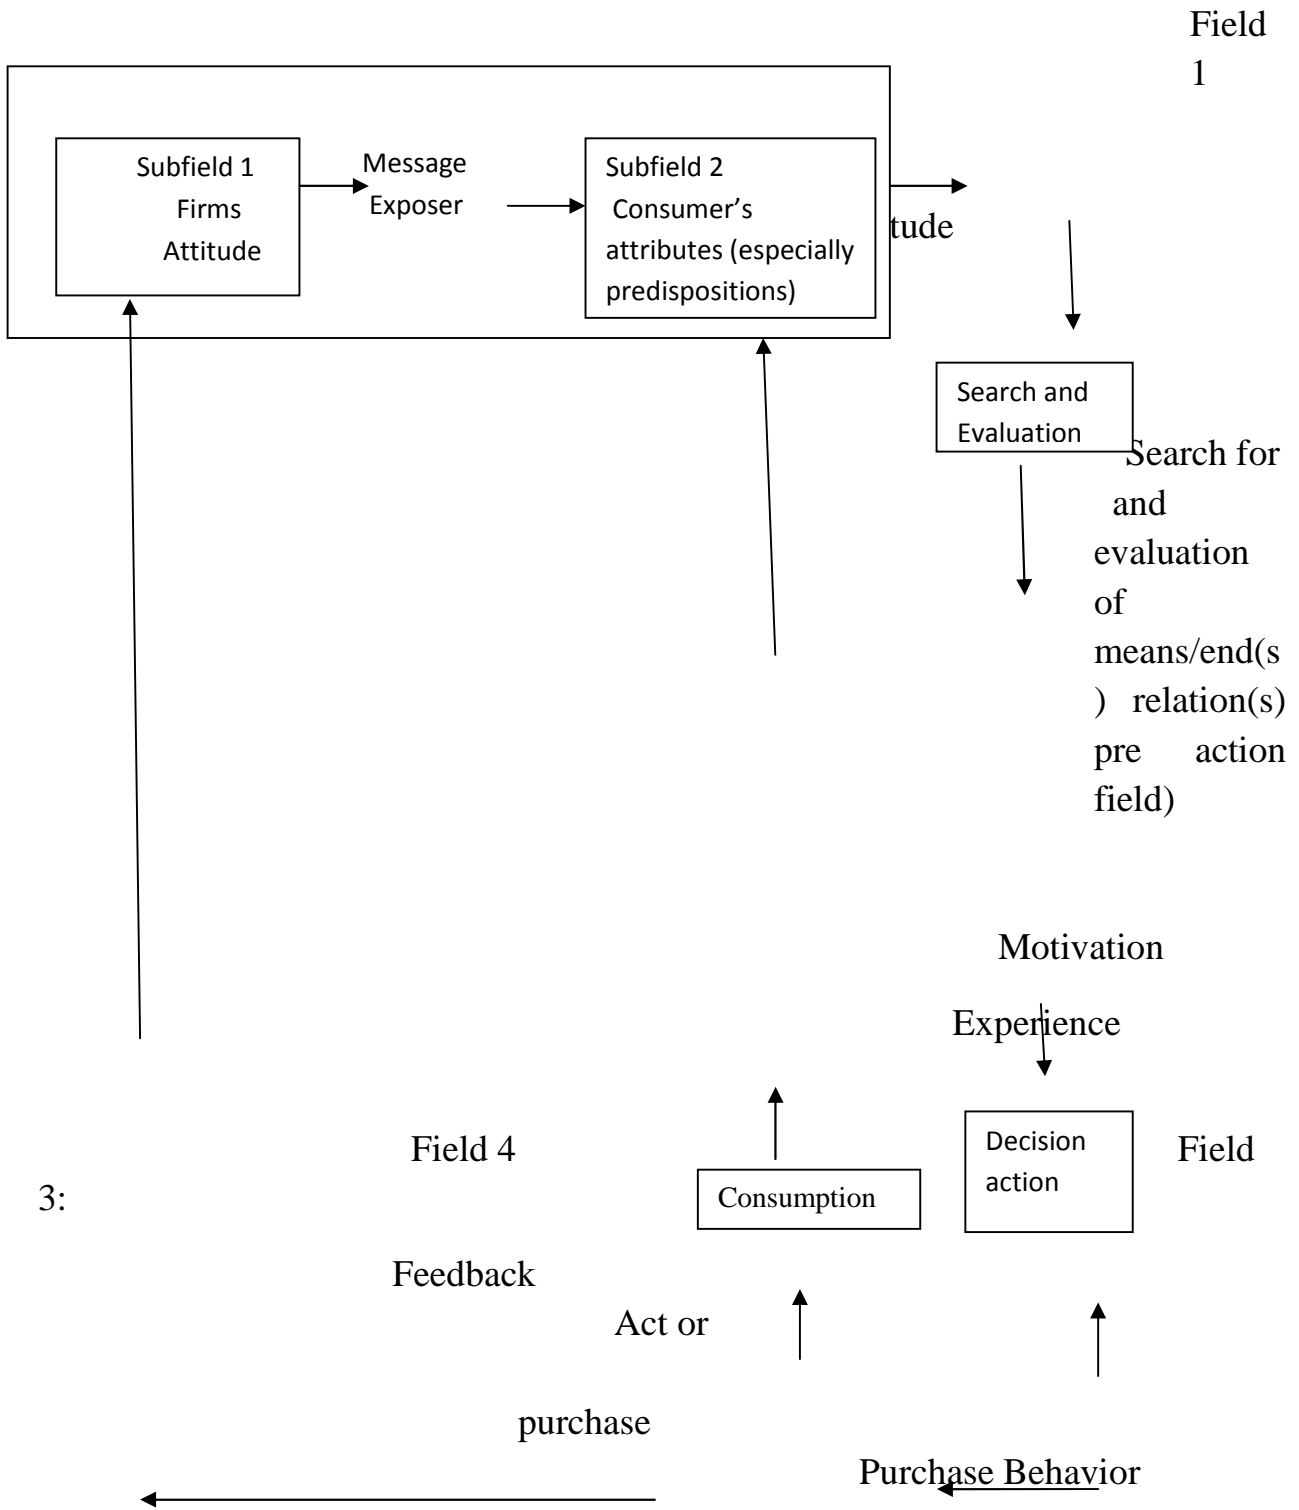 Field
1
Subfield 1
Firms
Attitude
Message
Exposer
Subfield 2
Consumer’s
attributes (especially
predispositions)
tude
Search and
Evaluation
Search for
and
evaluation
of
means/end(s
) relation(s)
pre action
field)
Motivation
Experience
Field 4
Decision
action
Field
3:
Consumption
Feedback
Act or
purchase
Purchase Behavior